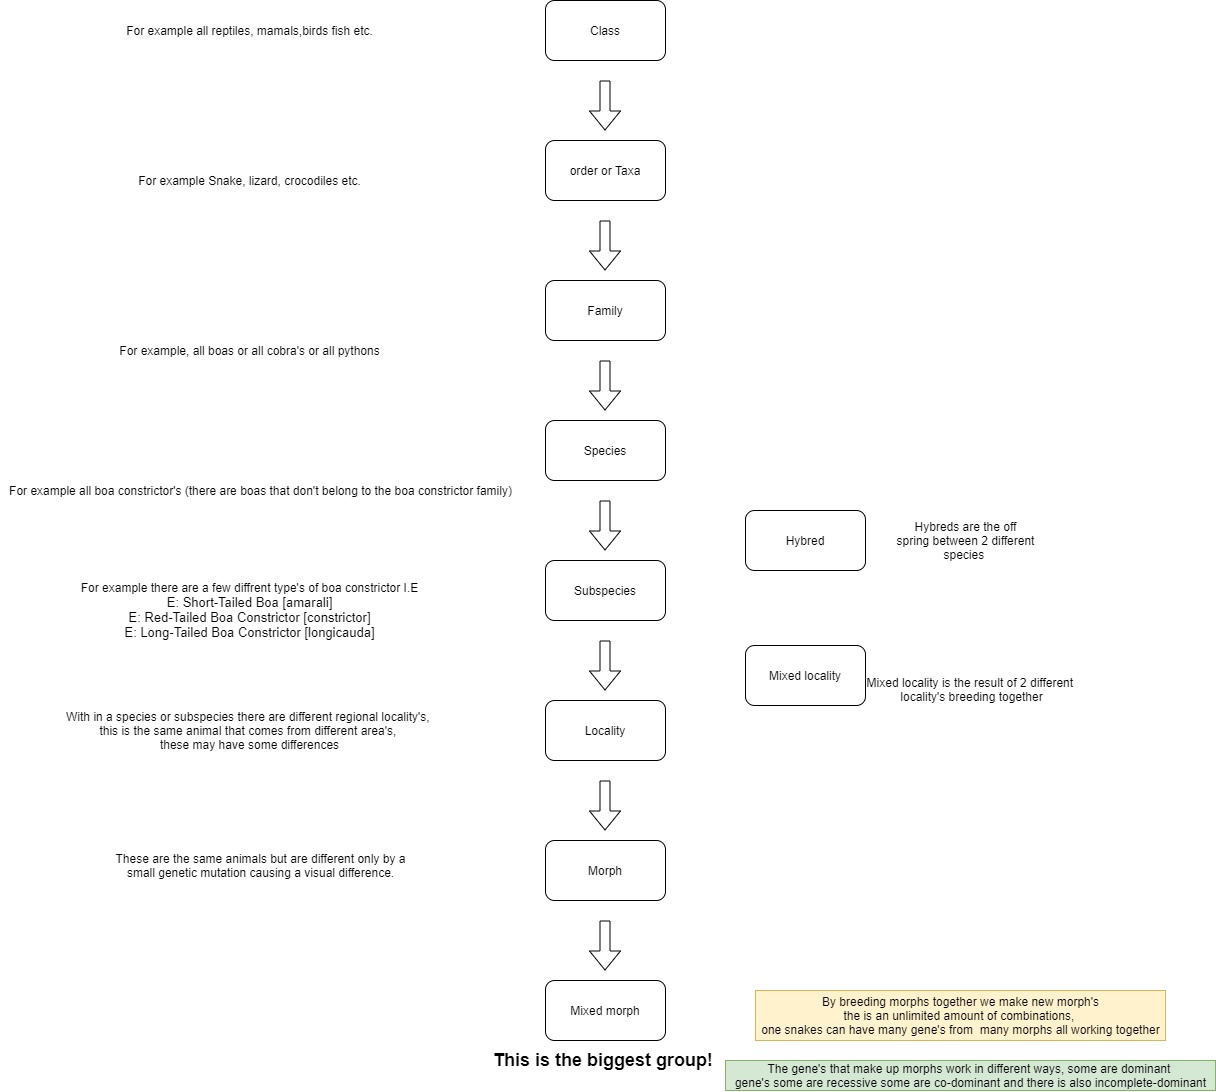 For example all reptiles, mamals,birds fish etc.
Class
order or Taxa
For example Snake, lizard, crocodiles etc.
Family
For example, all boas or all cobra's or all pythons
Species
For example all boa constrictor's (there are boas that don't belong to the boa constrictor family)
Hybred
Hybreds are the off
spring between 2 different
species
Subspecies
For example there are a few diffrent type's of boa constrictor I.E
E: Short-Tailed Boa [amarali]
E: Red-Tailed Boa Constrictor [constrictor]
E: Long-Tailed Boa Constrictor [longicauda]
Mixed locality
Mixed locality is the result of 2 different
locality's breeding together
Locality
With in a species or subspecies there are different regional locality's,
this is the same animal that comes from different area's,
these may have some differences
Morph
These are the same animals but are different only by a
small genetic mutation causing a visual difference.
Mixed morph
By breeding morphs together we make new morph's
the is an unlimited amount of combinations,
one snakes can have many gene's from many morphs all working together
This is the biggest group!
The gene's that make up morphs work in different ways, some are dominant
gene's some are recessive some are co-dominant and there is also incomplete-dominant